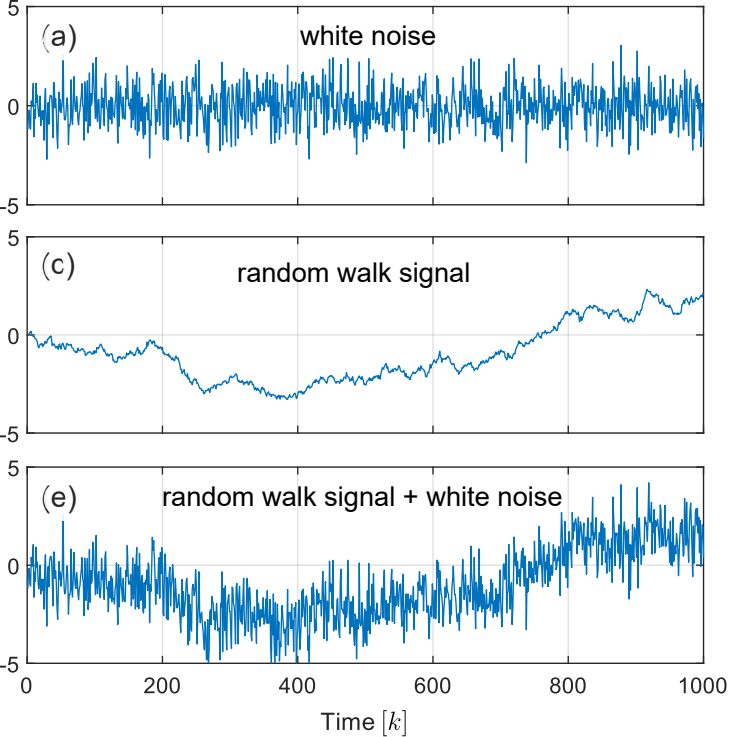 5
(a)
white noise
0
-5
5
(c)
random walk signal
0
-5
5
(e)
random walk signal + white noise
0
-5
0 200 400 600 800 1000
Time [k]